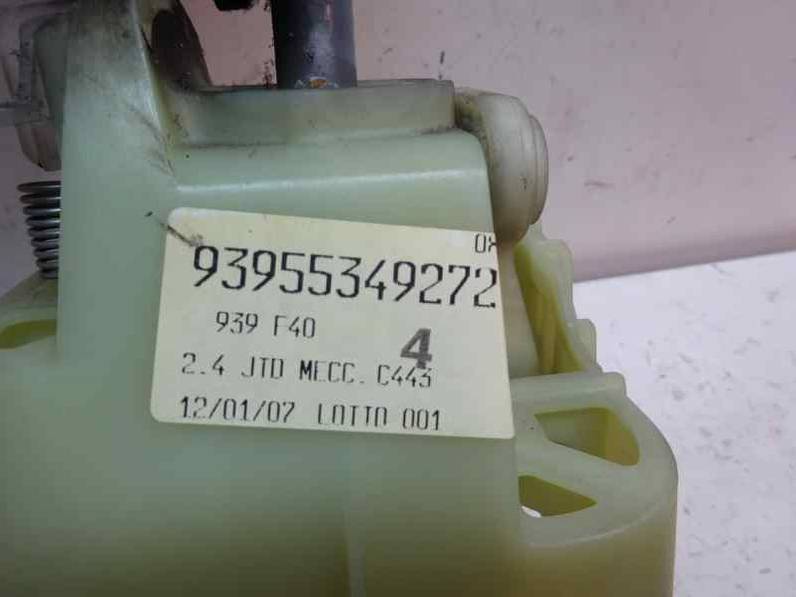 93955349272
939 F40
4
2.4 JTD MECC. C443
12/01/07 LOTTO 001